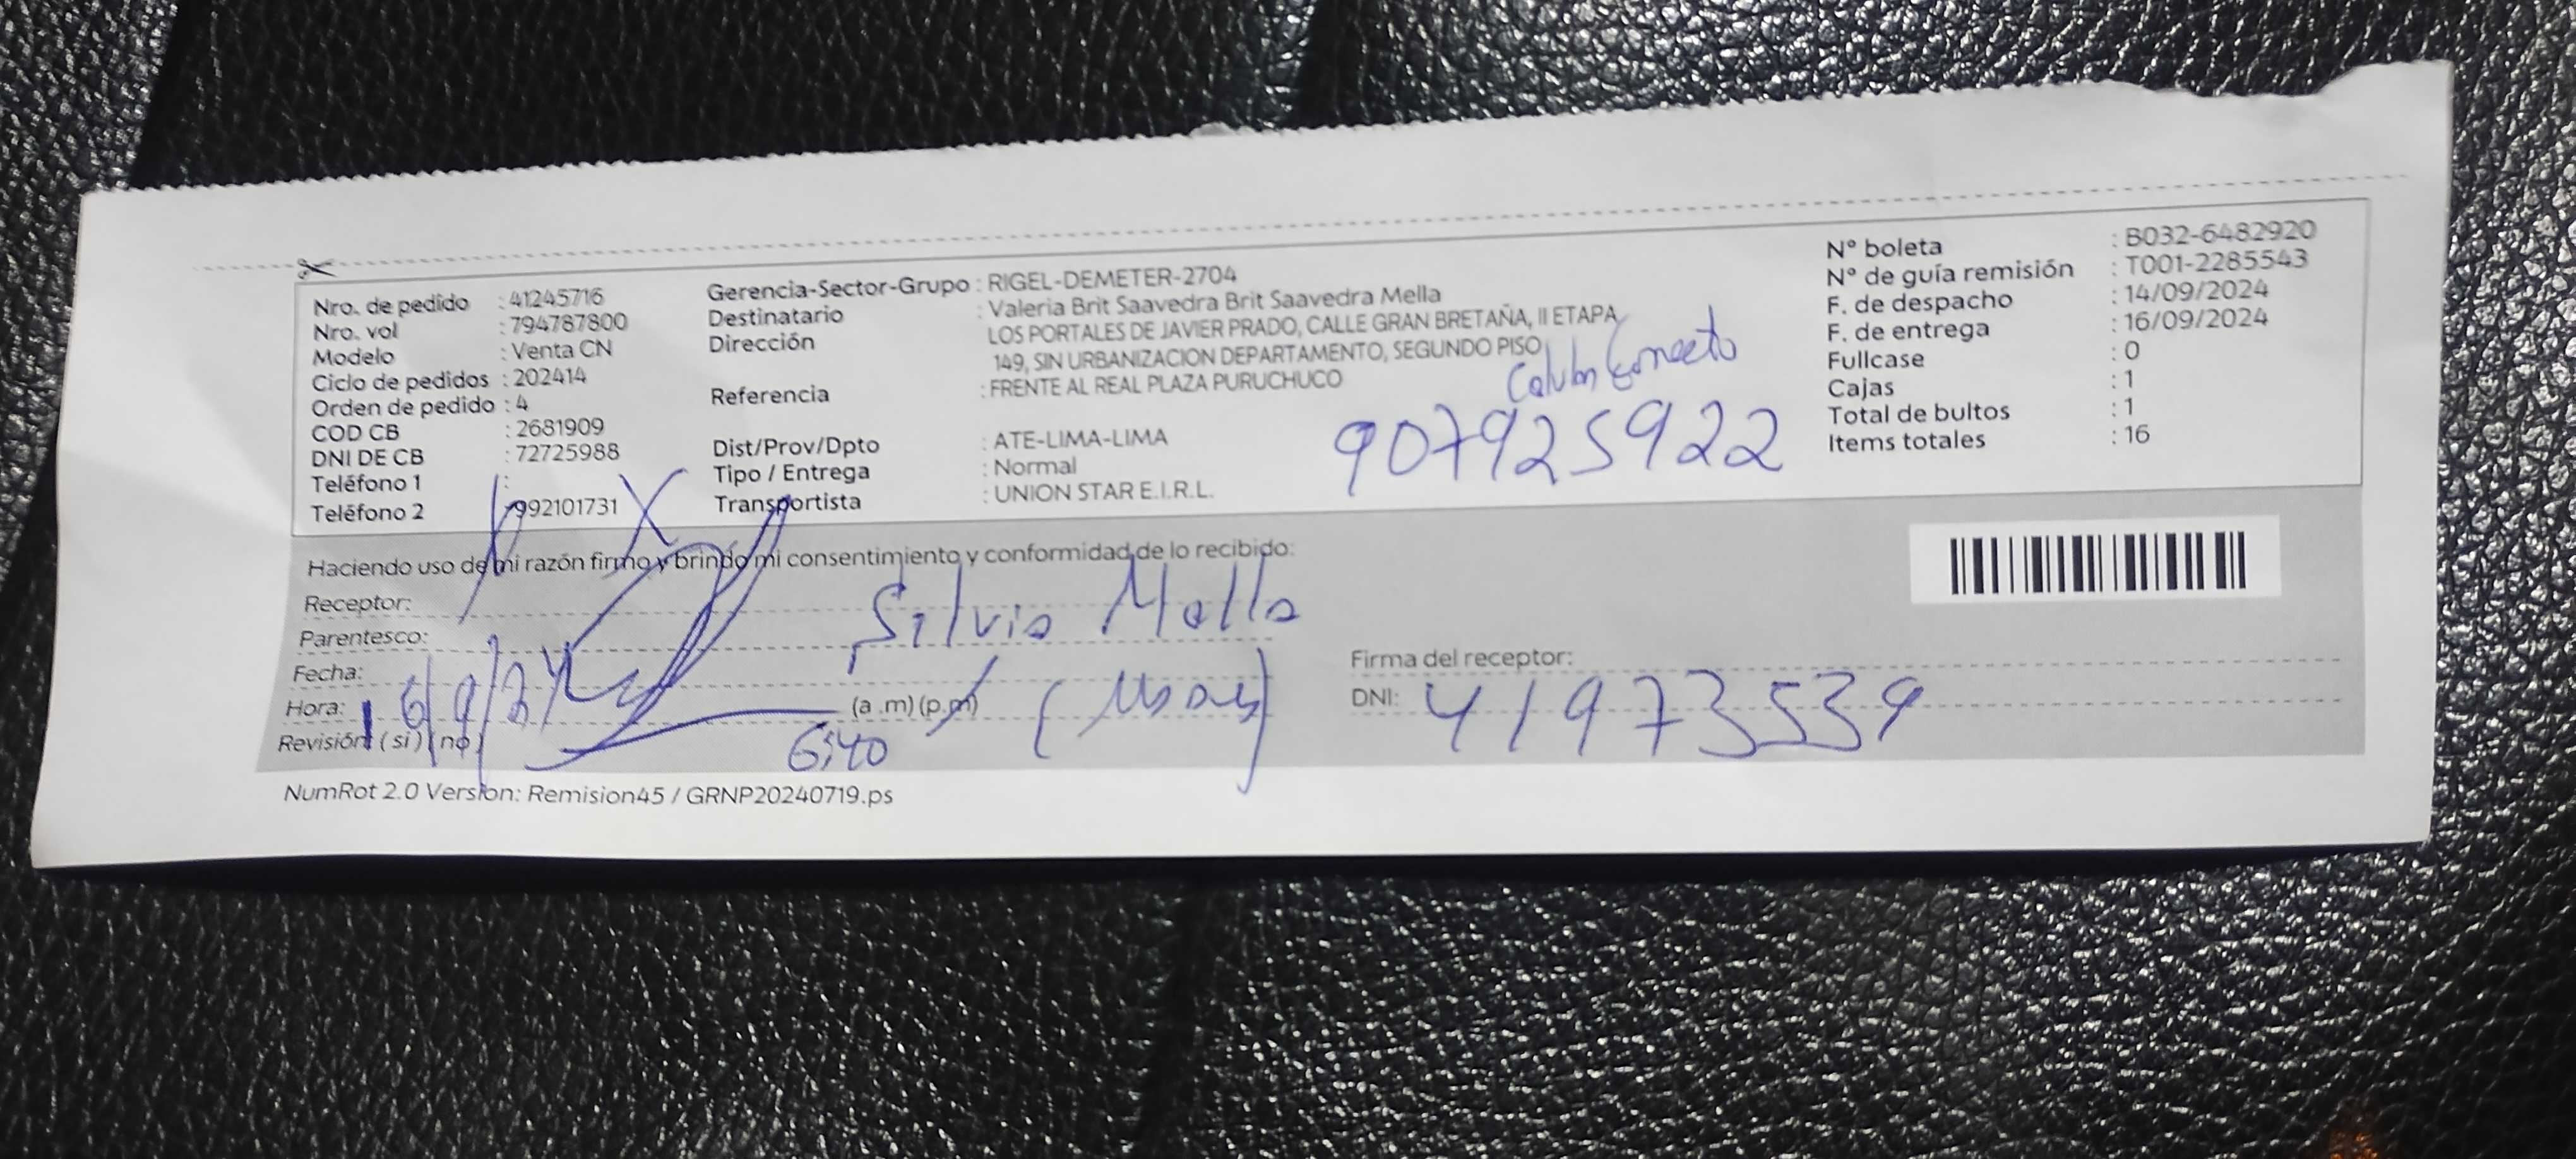 Nro. de pedido : 41245716
Nro. vol : 794787800
Modelo : Venta CN
Ciclo de pedidos : 202414
Orden de pedido : 4
COD CB : 2681909
DNI DE CB : 72725988
Teléfono 1 :
Teléfono 2 : 992101731 X
Gerencia-Sector-Grupo : RIGEL-DEMETER-2704
Destinatario : Valeria Brit Saavedra Brit Saavedra Mella
Dirección : LOS PORTALES DE JAVIER PRADO, CALLE GRAN BRETAÑA, II ETAPA
149, SIN URBANIZACION DEPARTAMENTO, SEGUNDO PISO
Referencia : FRENTE AL REAL PLAZA PURUCHUCO
Dist/Prov/Dpto : ATE-LIMA-LIMA
Tipo / Entrega : Normal
Transportista : UNION STAR E.I.R.L.
907925922
N° boleta : B032-6482920
N° de guía remisión : T001-2285543
F. de despacho : 14/09/2024
F. de entrega : 16/09/2024
Fullcase : 0
Cajas : 1
Total de bultos : 1
Items totales : 16
Haciendo uso de mi razón firmo y brindo mi consentimiento y conformidad de lo recibido:
Receptor:
Silvia Mella
Parentesco:
Fecha:
16/9/24
Hora: (a .m) (p.m)
6:40
Revisión ( si ) ( no )
Firma del receptor:
DNI: 41973539
NumRot 2.0 Version: Remision45 / GRNP20240719.ps